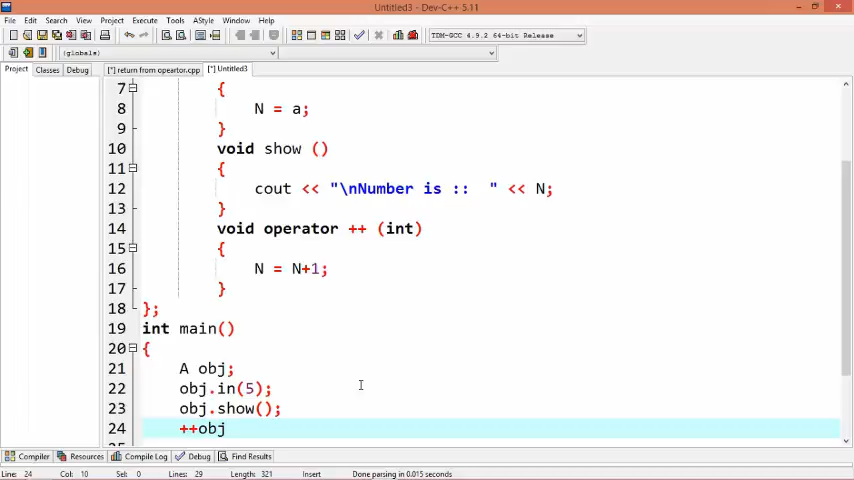 Untitled3 - Dev-C++ 5.11
File Edit Search View Project Execute Tools AStyle Window Help
TDM-GCC 4.9.2 64-bit Release
(globals)
Project Classes Debug [*] return from opeartor.cpp [*] Untitled3
7 {
8 N = a;
9 }
10 void show ()
11 {
12 cout << "\nNumber is :: " << N;
13 }
14 void operator ++ (int)
15 {
16 N = N+1;
17 }
18 };
19 int main()
20 {
21 A obj;
22 obj.in(5);
23 obj.show();
24 ++obj
Compiler Resources Compile Log Debug Find Results
Line: 24 Col: 10 Sel: 0 Lines: 29 Length: 321 Insert Done parsing in 0.015 seconds